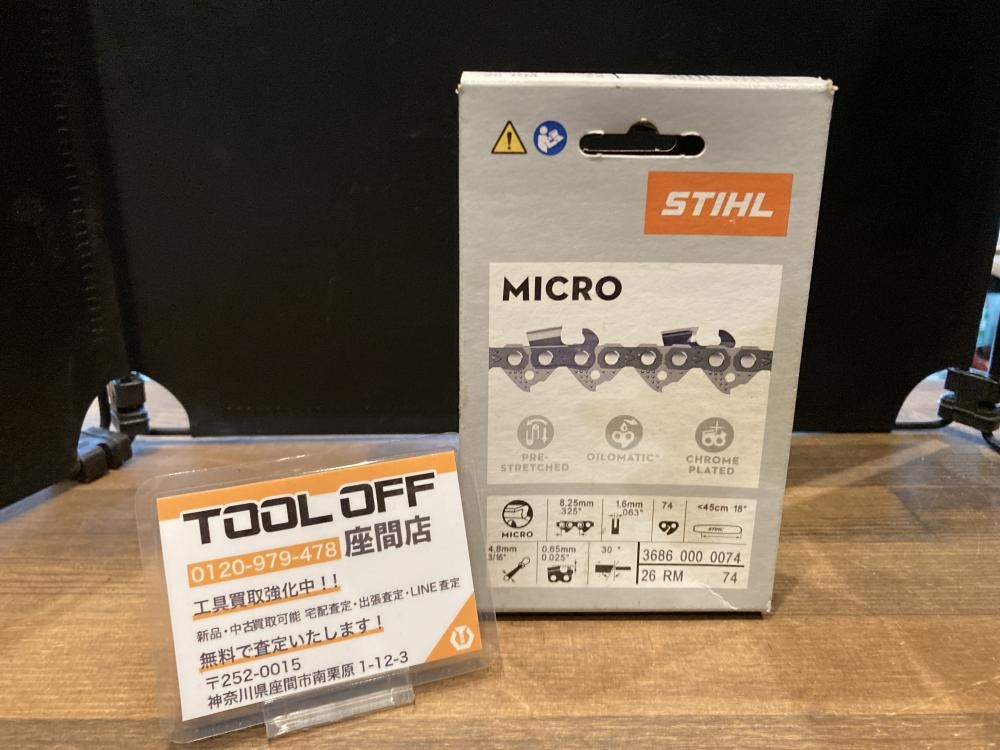 STIHL
MICRO
PRE-
STRETCHED
OILOMATIC®
CHROME
PLATED
MICRO
8.25mm
.325"
1.6mm
.063"
74
<45cm 18"
STIHL
4,8mm
3/16"
0,65mm
0.025"
30 °
3686 000 0074
26 RM 74
TOOL OFF
0120-979-478 座間店
工具買取強化中！！
新品・中古買取可能 宅配査定・出張査定・LINE査定
無料で査定いたします！
〒252-0015
神奈川県座間市南栗原 1-12-3